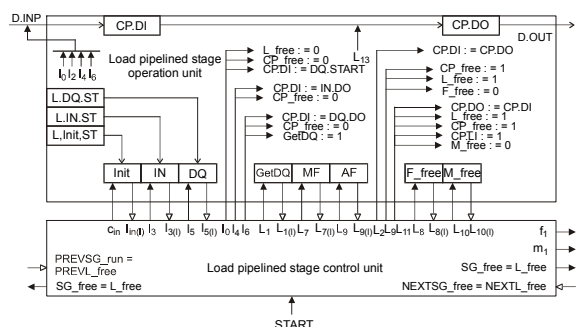 D.INP
CP.DI
CP.DO
D.OUT
L13
I0 I2 I4 I6
Load pipelined stage
operation unit
L_free : = 0
CP_free : = 0
CP.DI : = DQ.START
CP.DI : = IN.DO
CP_free : = 0
CP.DI : = DQ.DO
CP_free : = 0
GetDQ : = 1
CP.DI : = CP.DO
CP_free : = 1
L_free : = 1
F_free : = 0
CP.DO : = CP.DI
L_free : = 1
CP_free : = 1
CP.LI : = 1
M_free : = 0
L.DQ.ST
L.IN.ST
L,Init,ST
Init IN DQ
GetDQ MF AF
F_free M_free
cin Iin(l) I3 I3(l) I5 I5(l) I0 I4 I6 L1 L1(l) L7 L7(l) L9 L9(l) L2 L9 L11 L8 L8(l) L10 L10(l)
f1
m1
PREVSG_run =
PREVL_free
Load pipelined stage control unit
SG_free = L_free
SG_free = L_free
NEXTSG_free = NEXTL_free
START